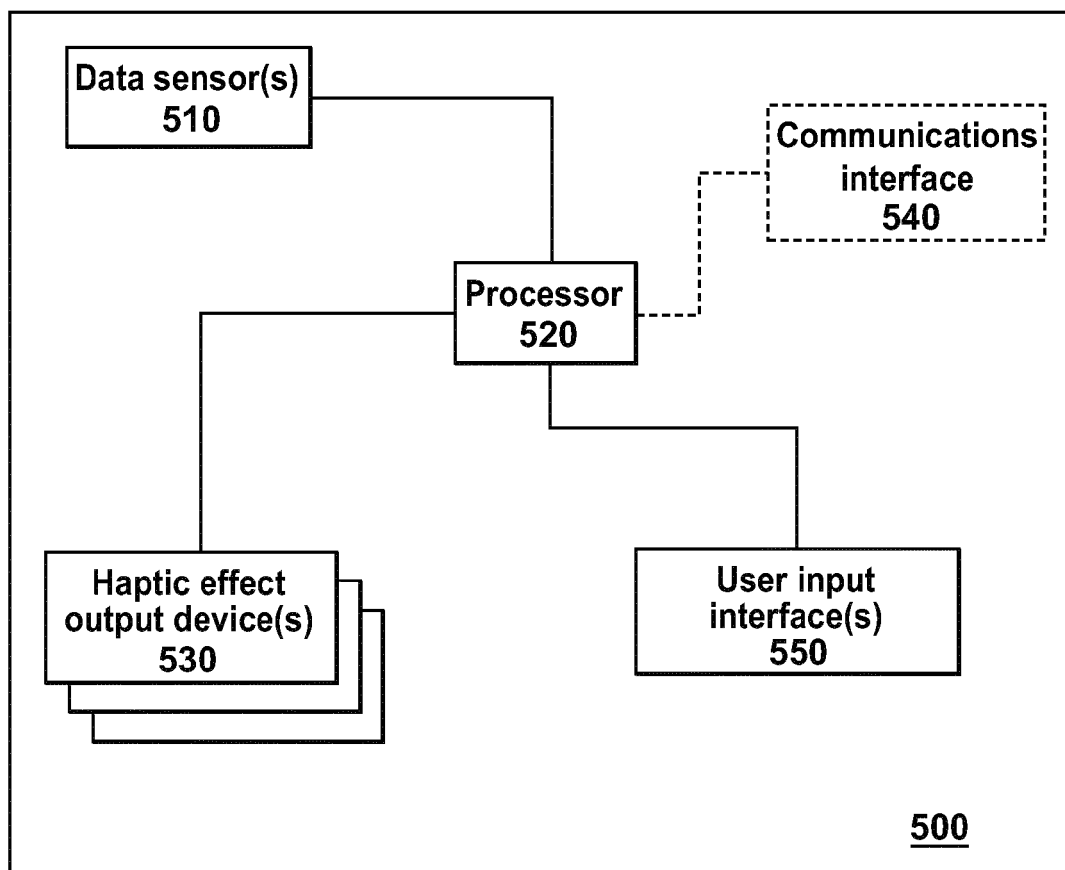 Data sensor(s)
510
Communications
interface
540
Processor
520
Haptic effect
output device(s)
530
User input
interface(s)
550
500